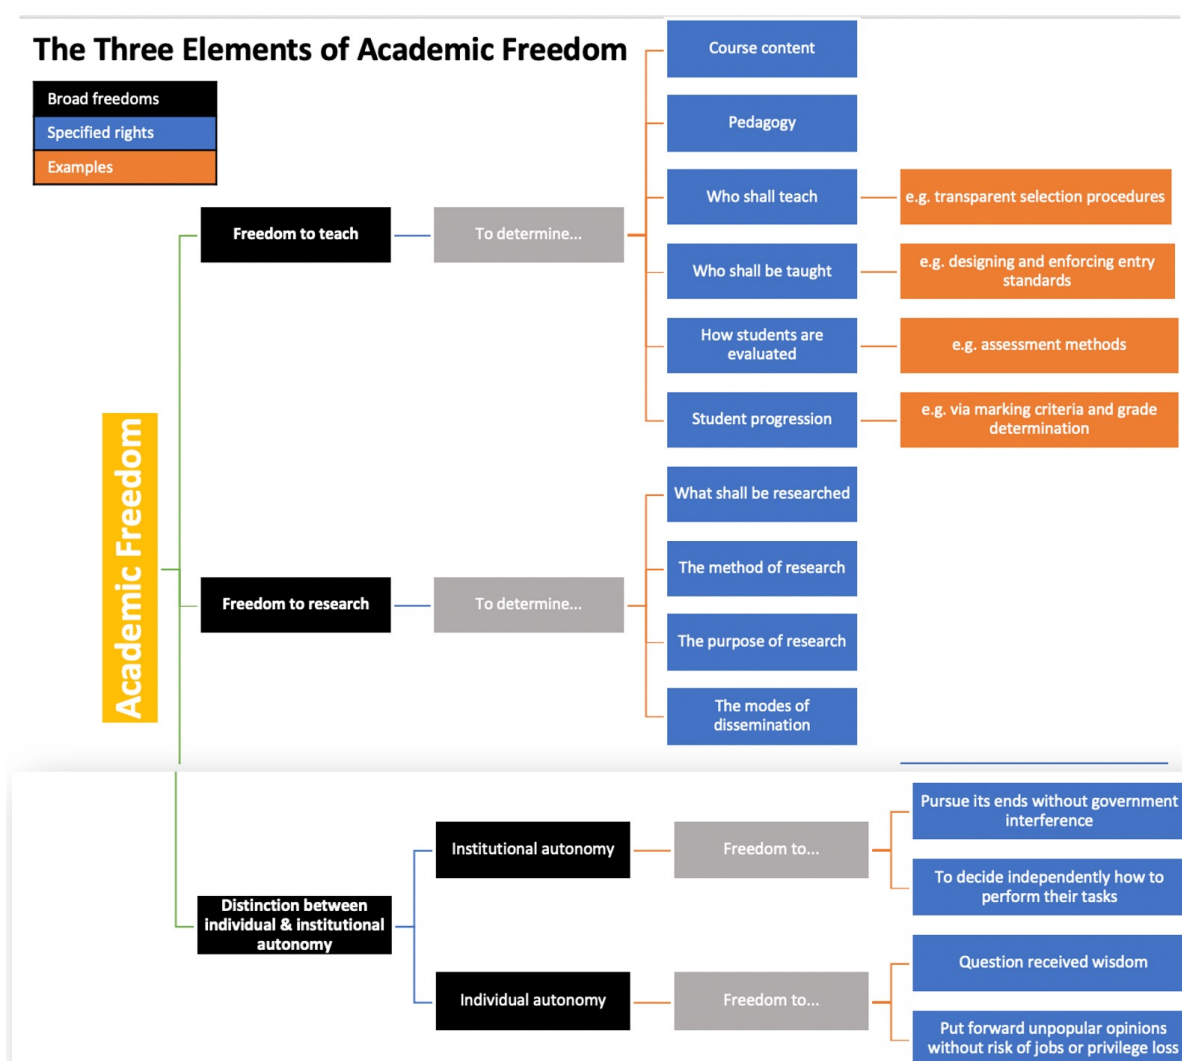 The Three Elements of Academic Freedom
Broad freedoms
Specified rights
Examples
Academic Freedom
Freedom to teach
To determine...
Course content
Pedagogy
Who shall teach
e.g. transparent selection procedures
Who shall be taught
e.g. designing and enforcing entry
standards
How students are
evaluated
e.g. assessment methods
Student progression
e.g. via marking criteria and grade
determination
Freedom to research
To determine...
What shall be researched
The method of research
The purpose of research
The modes of
dissemination
Distinction between
individual & institutional
autonomy
Institutional autonomy
Freedom to...
Pursue its ends without government
interference
To decide independently how to
perform their tasks
Individual autonomy
Freedom to...
Question received wisdom
Put forward unpopular opinions
without risk of jobs or privilege loss